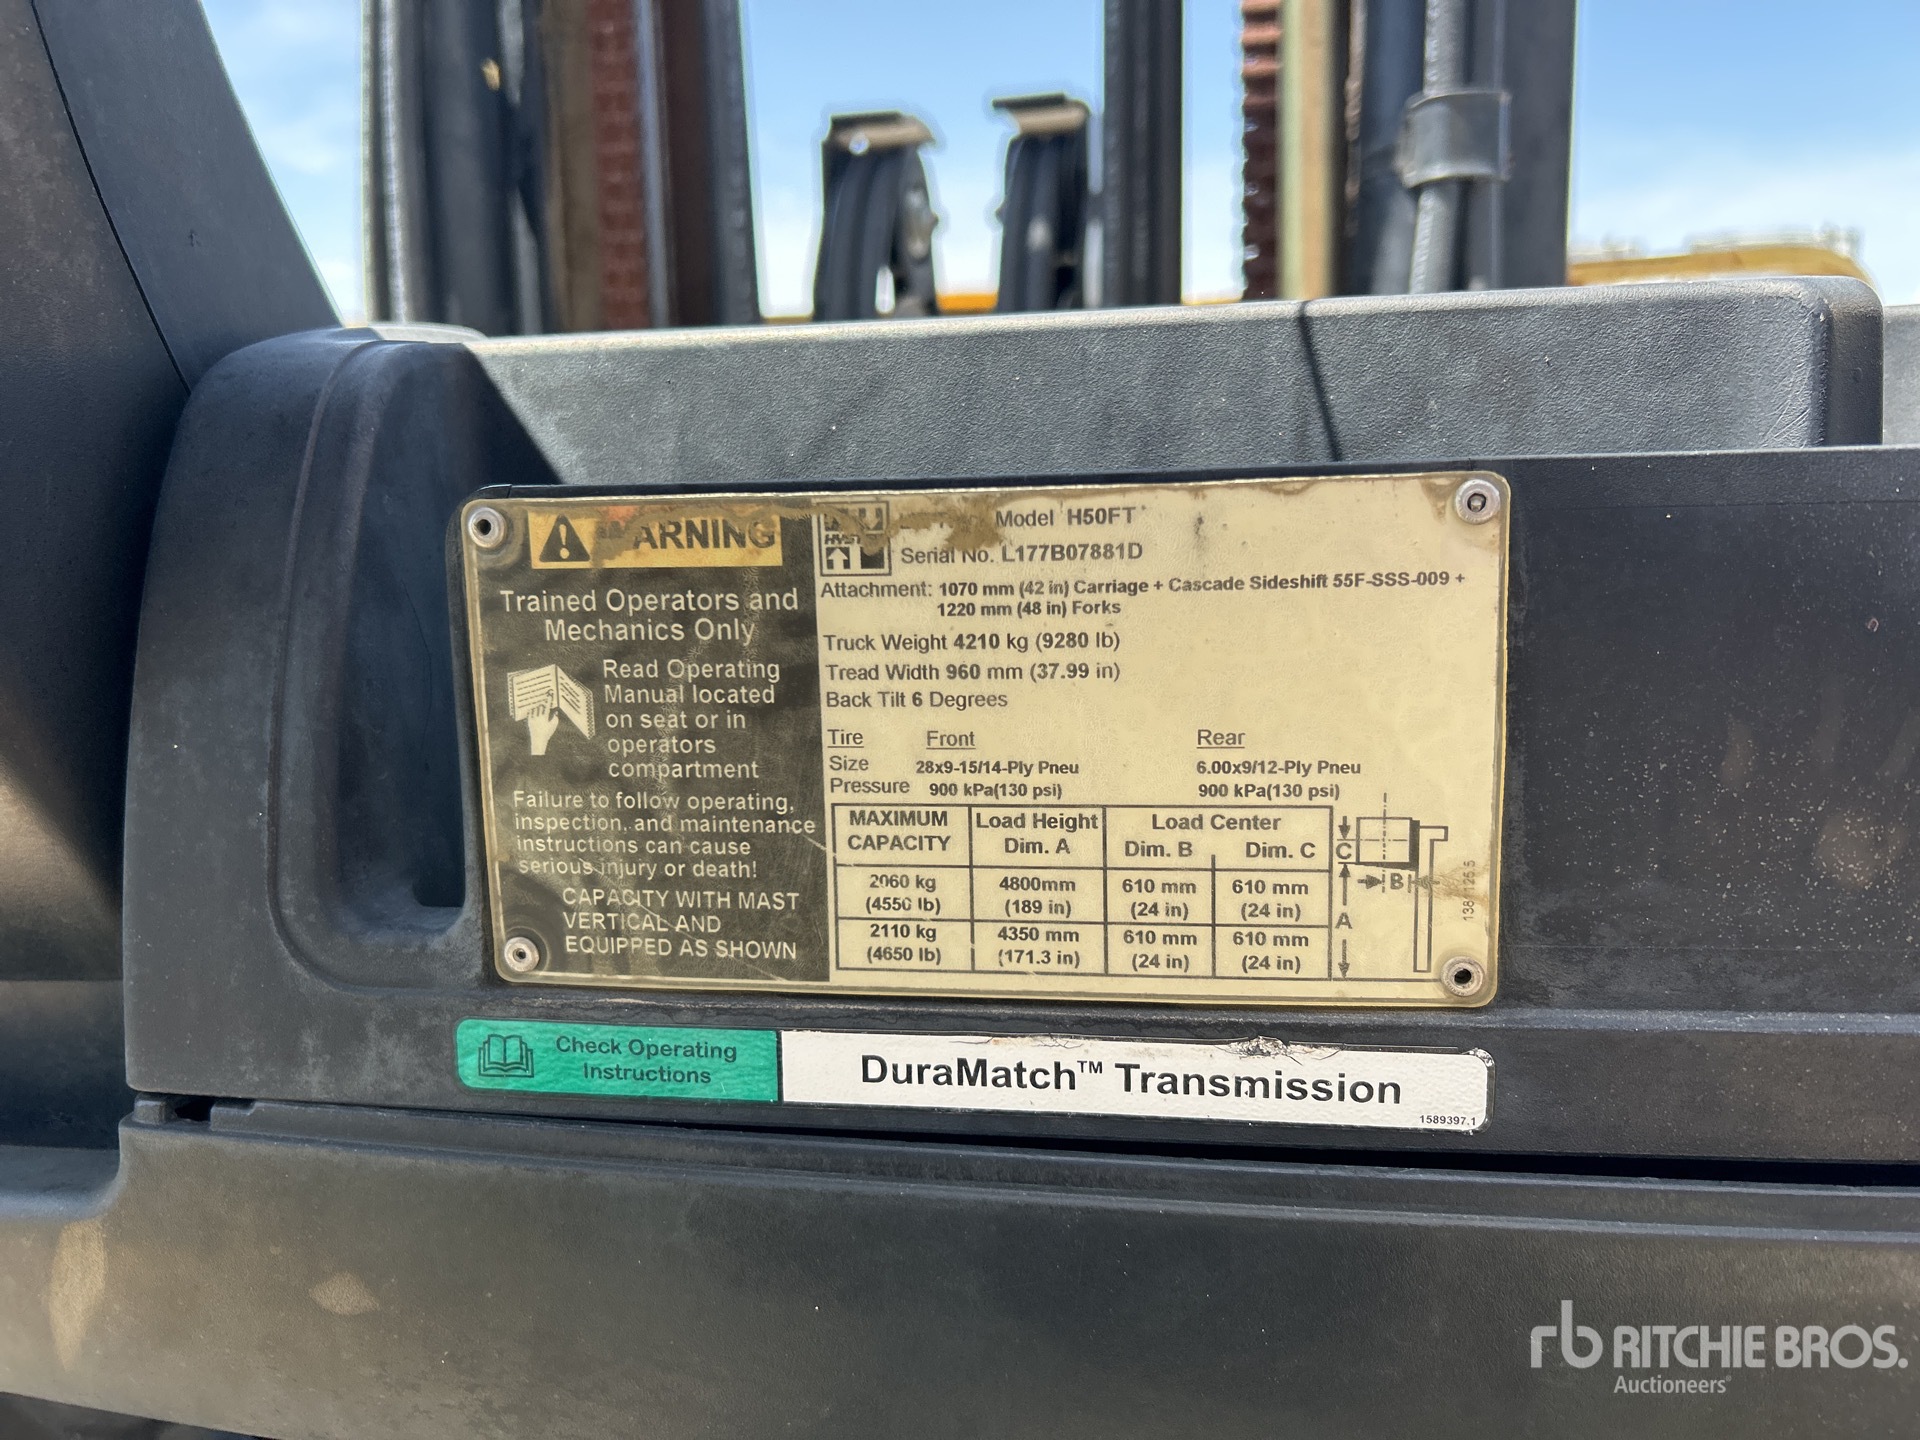 WARNING
Trained Operators and
Mechanics Only
Read Operating
Manual located
on seat or in
operators
compartment
Failure to follow operating,
inspection, and maintenance
instructions can cause
serious injury or death!
CAPACITY WITH MAST
VERTICAL AND
EQUIPPED AS SHOWN
Model H50FT
Serial No. L177B07881D
Attachment: 1070 mm (42 in) Carriage + Cascade Sideshift 55F-SSS-009 +
1220 mm (48 in) Forks
Truck Weight 4210 kg (9280 lb)
Tread Width 960 mm (37.99 in)
Back Tilt 6 Degrees
Tire Front Rear
Size 28x9-15/14-Ply Pneu 6.00x9/12-Ply Pneu
Pressure 900 kPa(130 psi) 900 kPa(130 psi)
MAXIMUM Load Height Load Center
CAPACITY Dim. A Dim. B Dim. C
2060 kg 4800mm 610 mm 610 mm
(4550 lb) (189 in) (24 in) (24 in)
2110 kg 4350 mm 610 mm 610 mm
(4650 lb) (171.3 in) (24 in) (24 in)
C
B
A
Check Operating
Instructions
DuraMatch™ Transmission
1589397.1
rb RITCHIE BROS.
Auctioneers